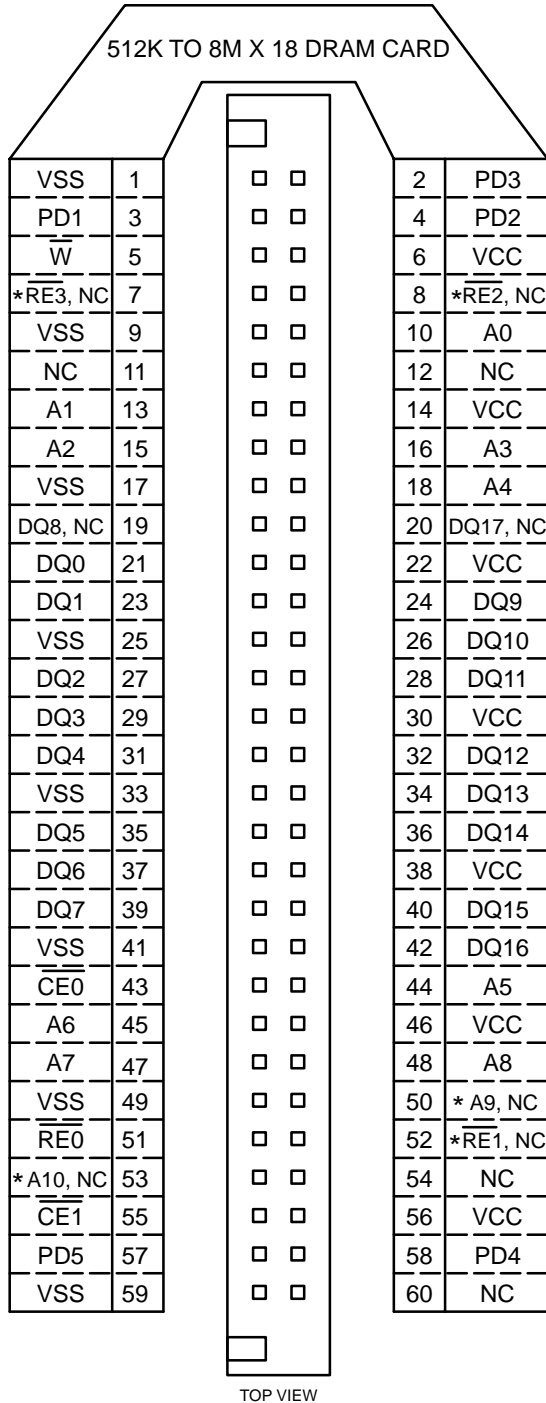 512K TO 8M X 18 DRAM CARD
VSS 1 2 PD3
PD1 3 4 PD2
W̅ 5 6 VCC
*R̅E̅3̅, NC 7 8 *R̅E̅2̅, NC
VSS 9 10 A0
NC 11 12 NC
A1 13 14 VCC
A2 15 16 A3
VSS 17 18 A4
DQ8, NC 19 20 DQ17, NC
DQ0 21 22 VCC
DQ1 23 24 DQ9
VSS 25 26 DQ10
DQ2 27 28 DQ11
DQ3 29 30 VCC
DQ4 31 32 DQ12
VSS 33 34 DQ13
DQ5 35 36 DQ14
DQ6 37 38 VCC
DQ7 39 40 DQ15
VSS 41 42 DQ16
C̅E̅0̅ 43 44 A5
A6 45 46 VCC
A7 47 48 A8
VSS 49 50 * A9, NC
R̅E̅0̅ 51 52 *R̅E̅1̅, NC
* A10, NC 53 54 NC
C̅E̅1̅ 55 56 VCC
PD5 57 58 PD4
VSS 59 60 NC
TOP VIEW